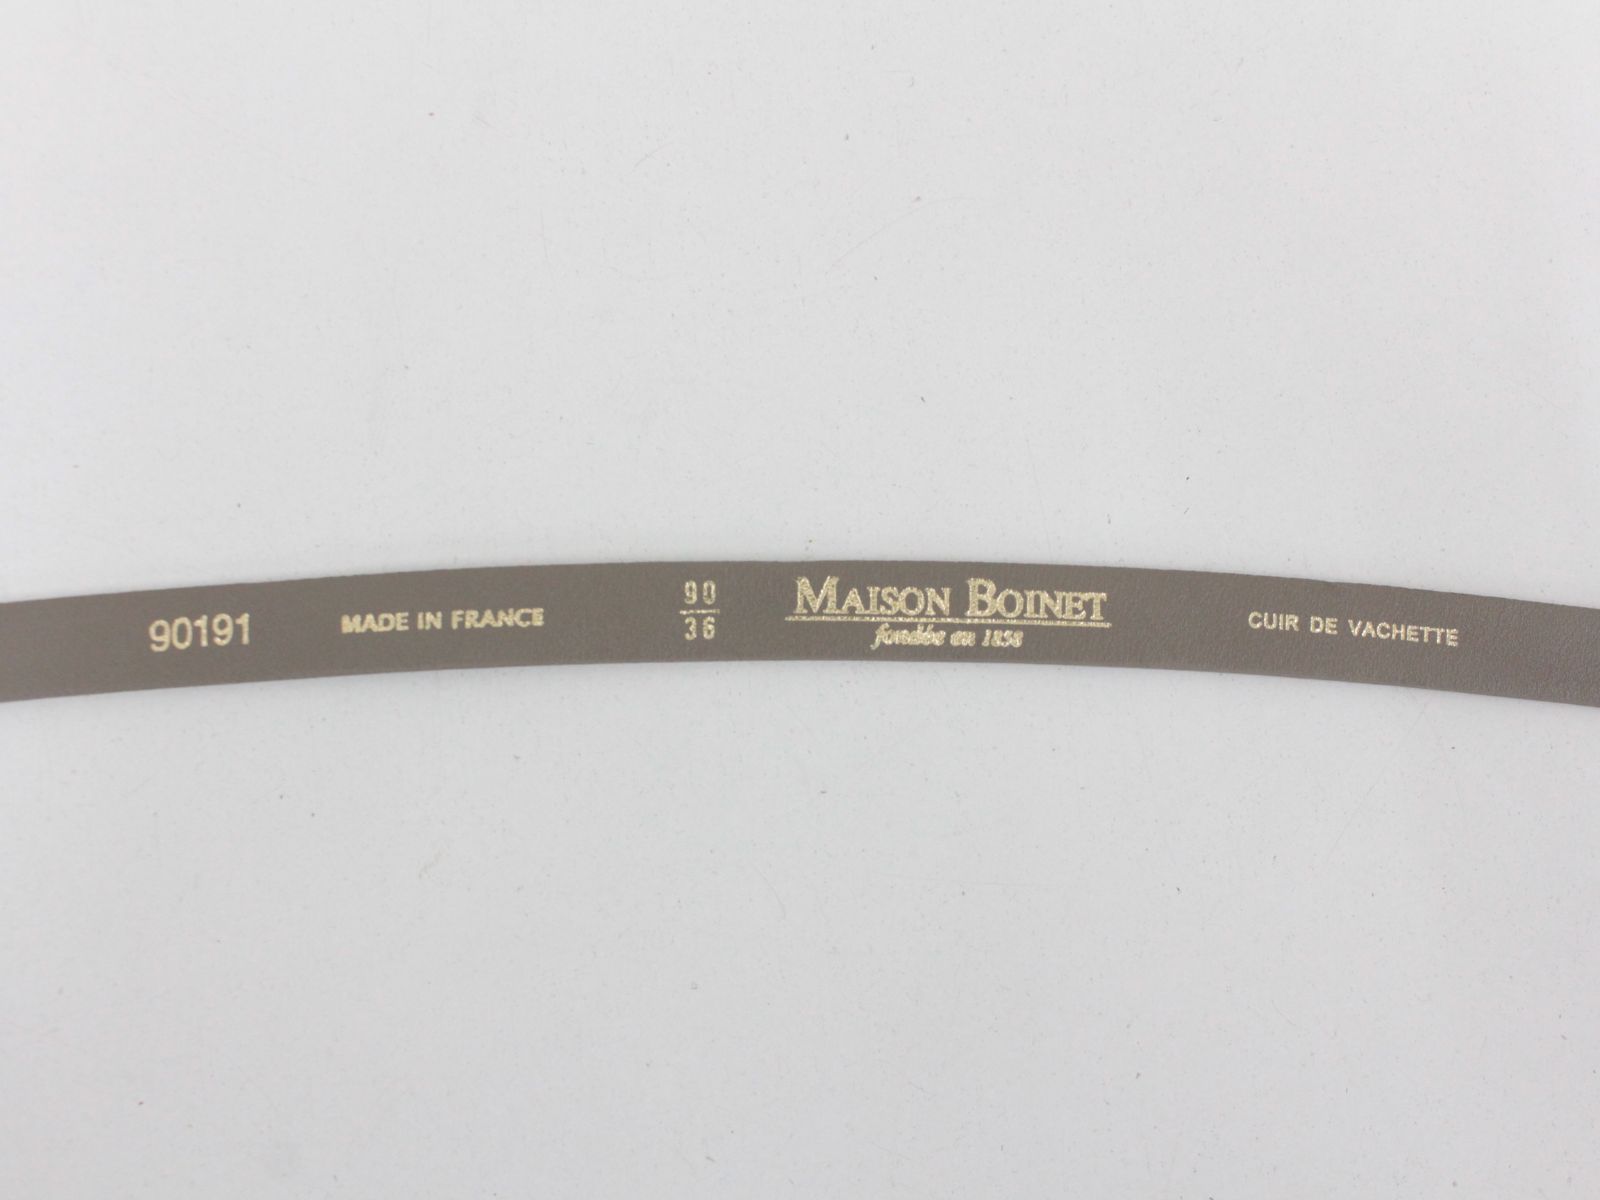 90191
MADE IN FRANCE
90
36
MAISON BOINET
fondée en 1858
CUIR DE VACHETTE